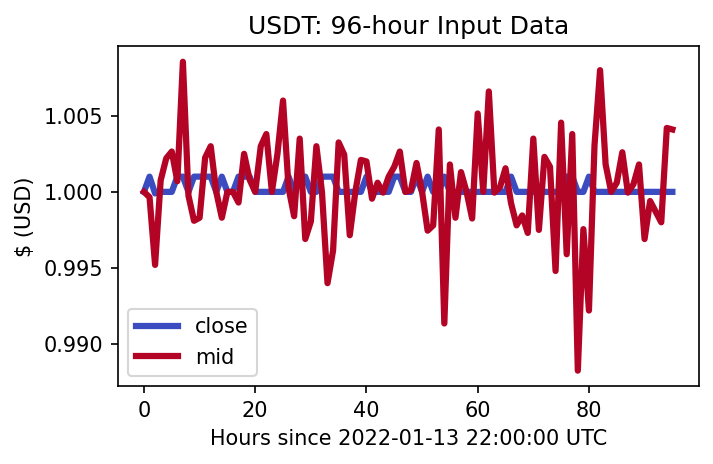 USDT: 96-hour Input Data
$ (USD)
1.005
1.000
0.995
0.990
close
mid
0 20 40 60 80
Hours since 2022-01-13 22:00:00 UTC